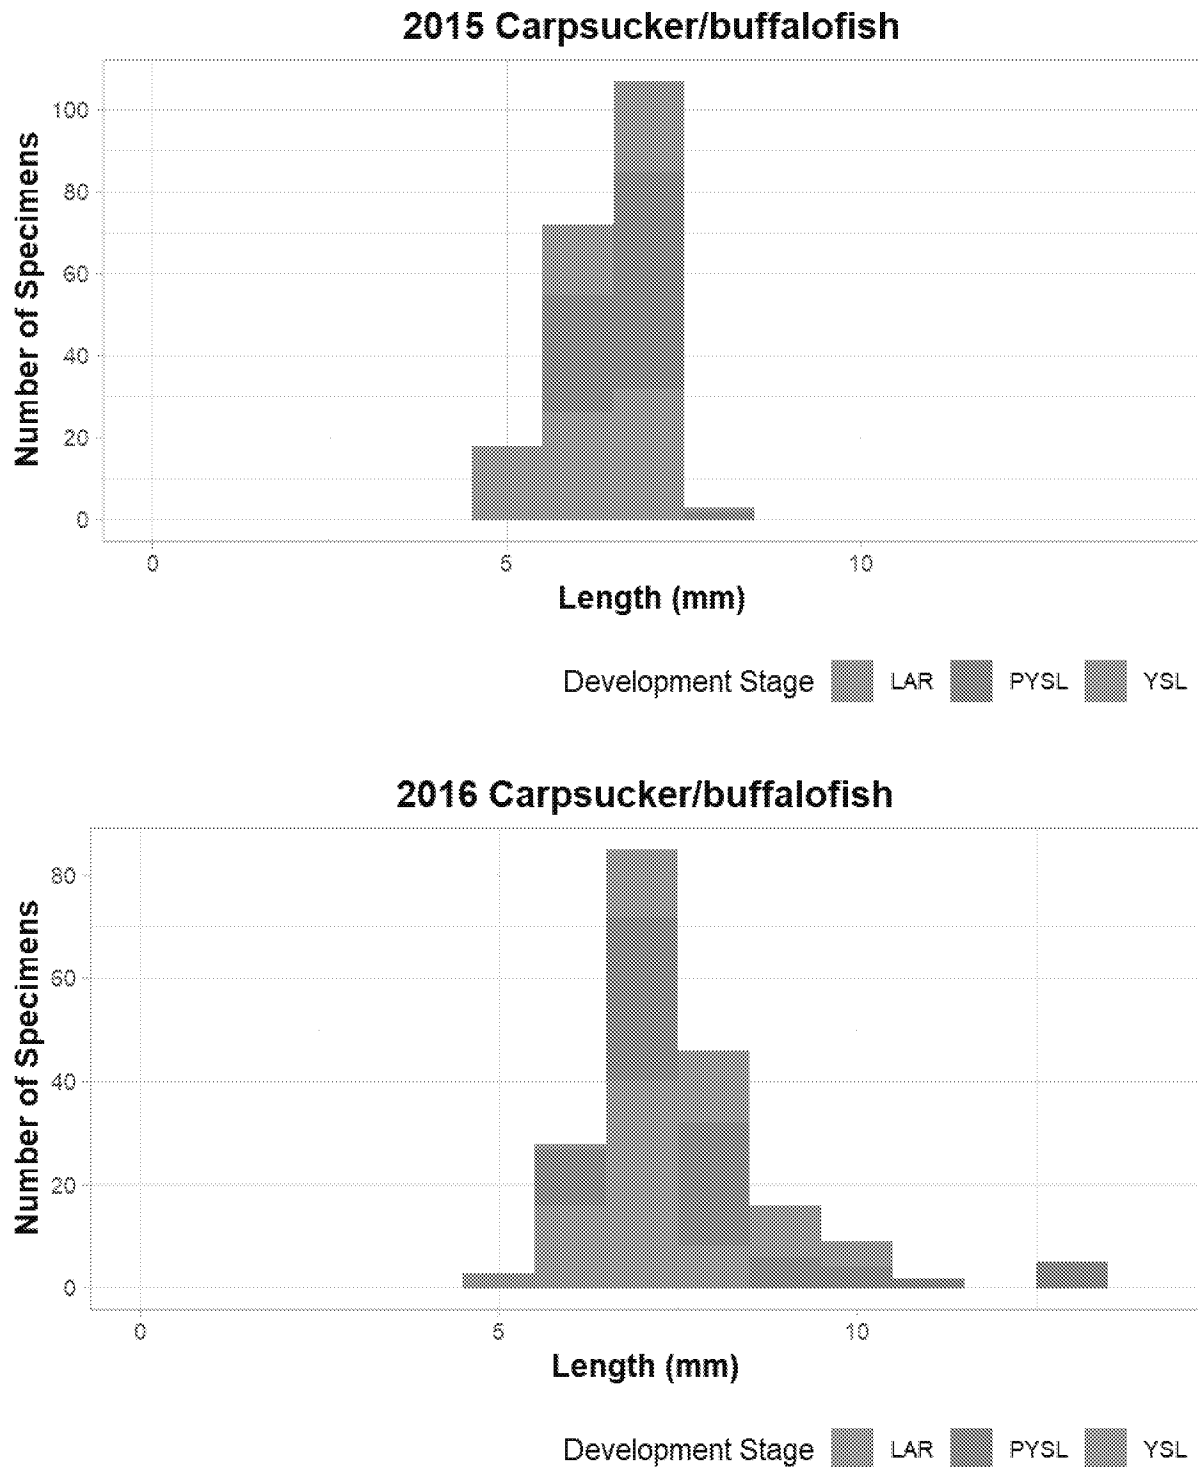 2015 Carpsucker/buffalofish
100
80
60
40
20
0
Number of Specimens
0 5 10
Length (mm)
Development Stage LAR PYSL YSL
2016 Carpsucker/buffalofish
80
60
40
20
0
Number of Specimens
0 5 10
Length (mm)
Development Stage LAR PYSL YSL